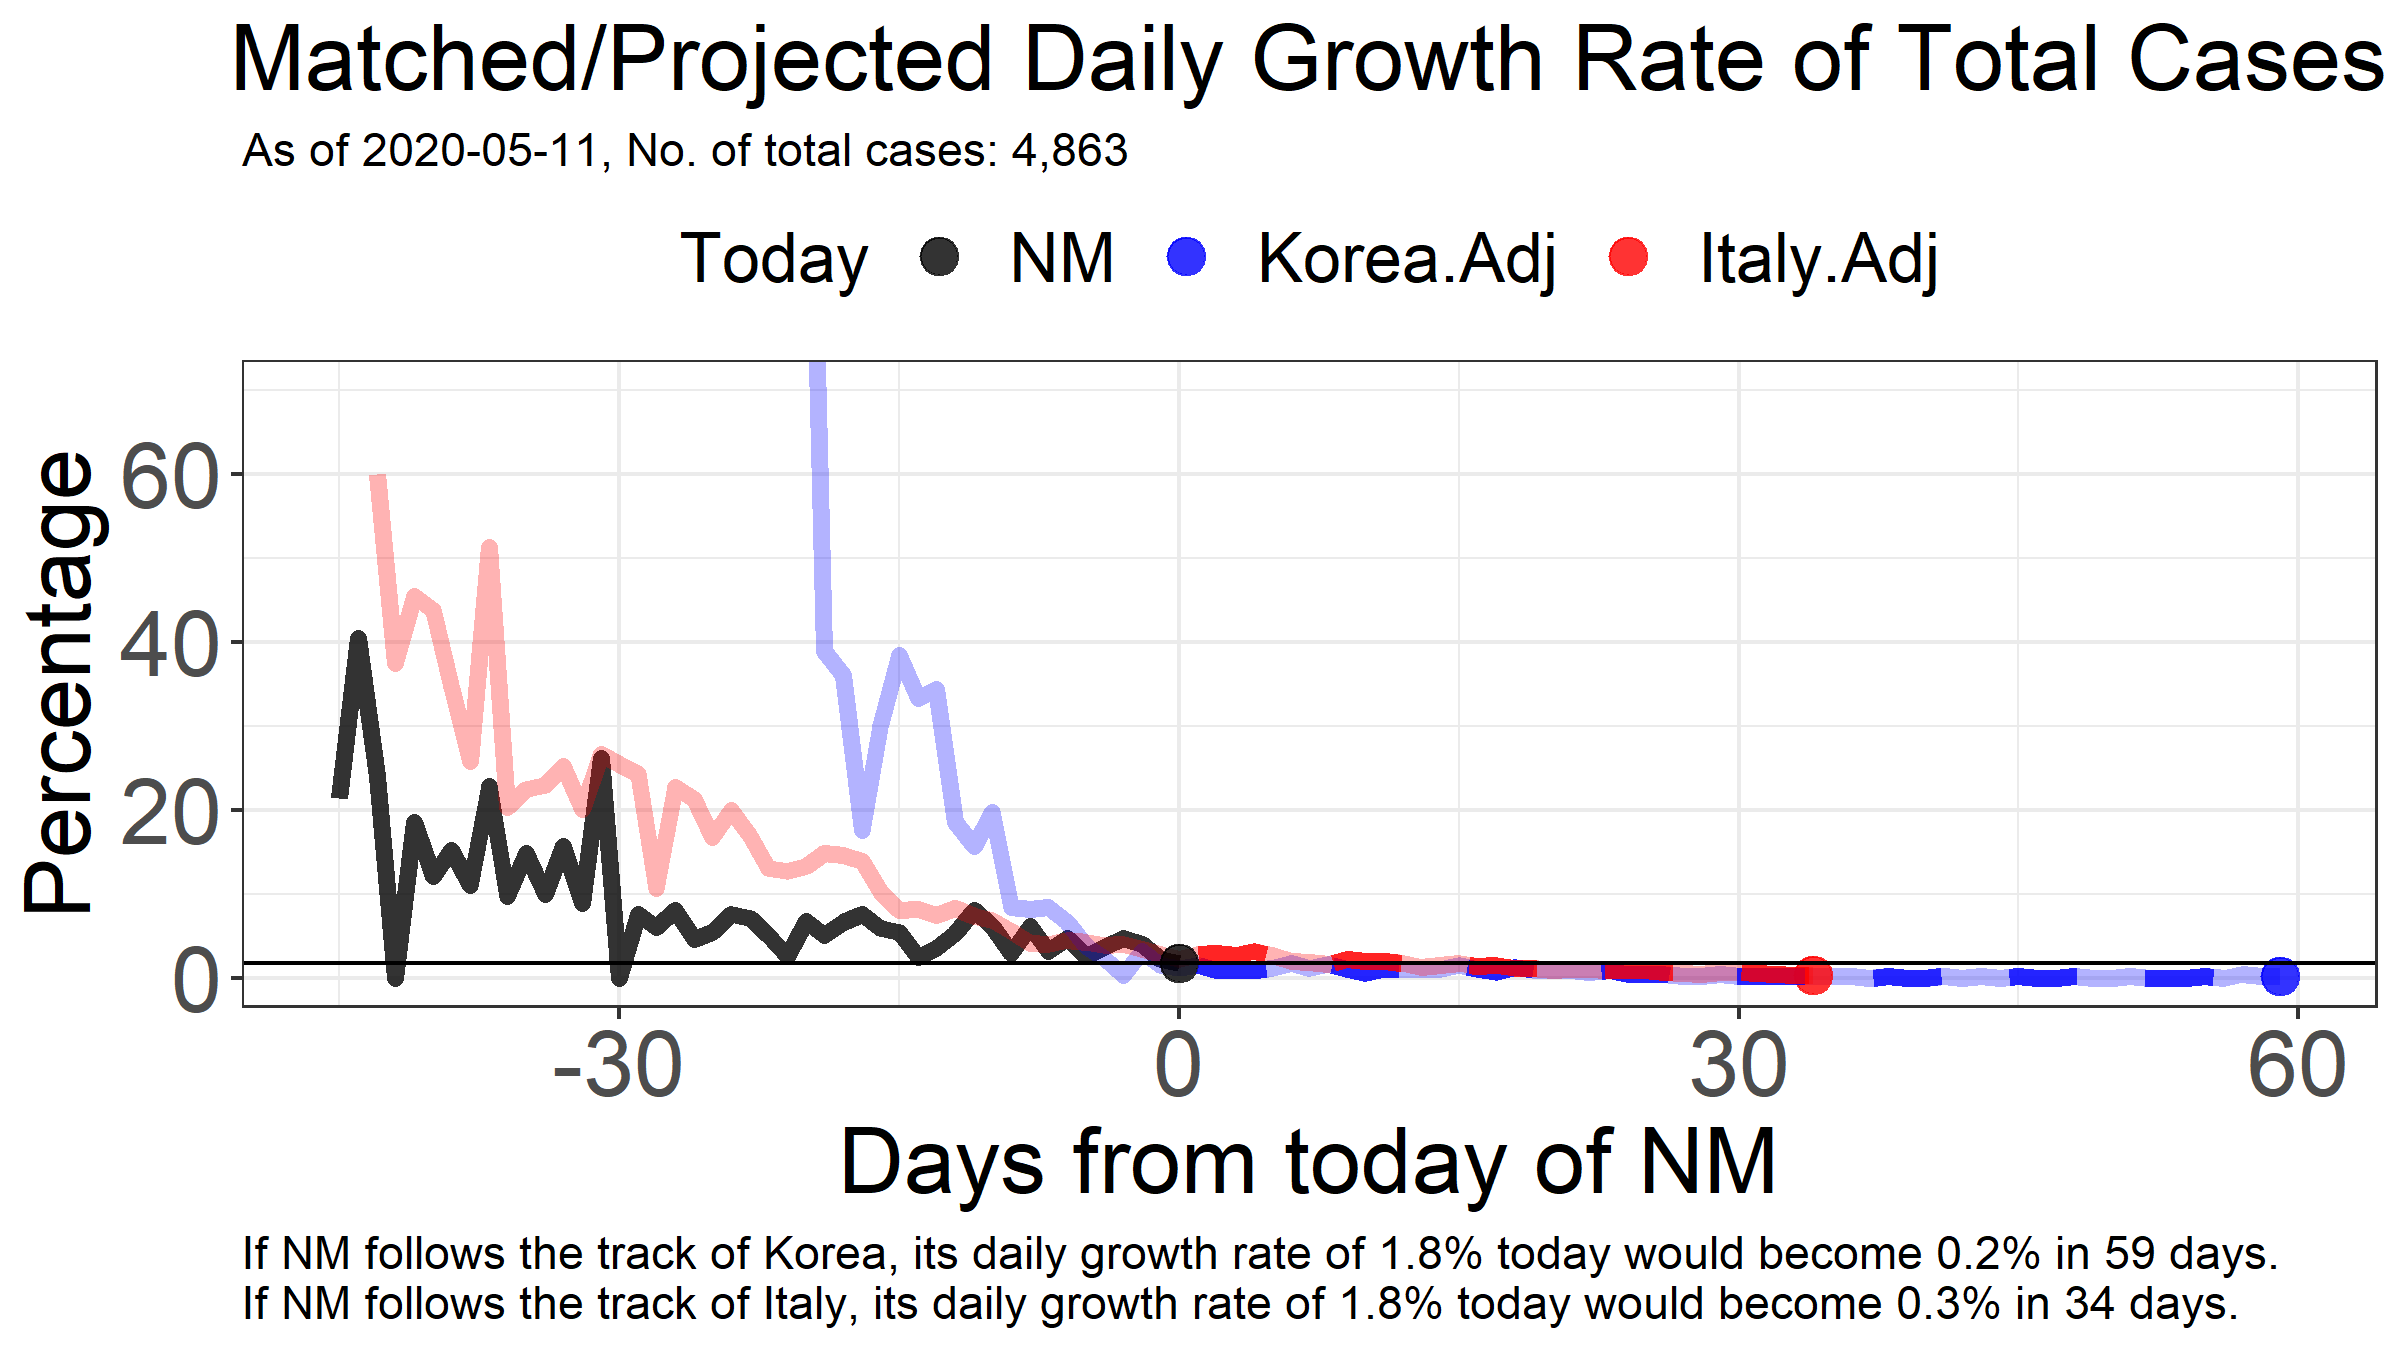 Matched/Projected Daily Growth Rate of Total Cases
As of 2020-05-11, No. of total cases: 4,863
Today NM Korea.Adj Italy.Adj
Percentage
60
40
20
0
-30 0 30 60
Days from today of NM
If NM follows the track of Korea, its daily growth rate of 1.8% today would become 0.2% in 59 days.
If NM follows the track of Italy, its daily growth rate of 1.8% today would become 0.3% in 34 days.